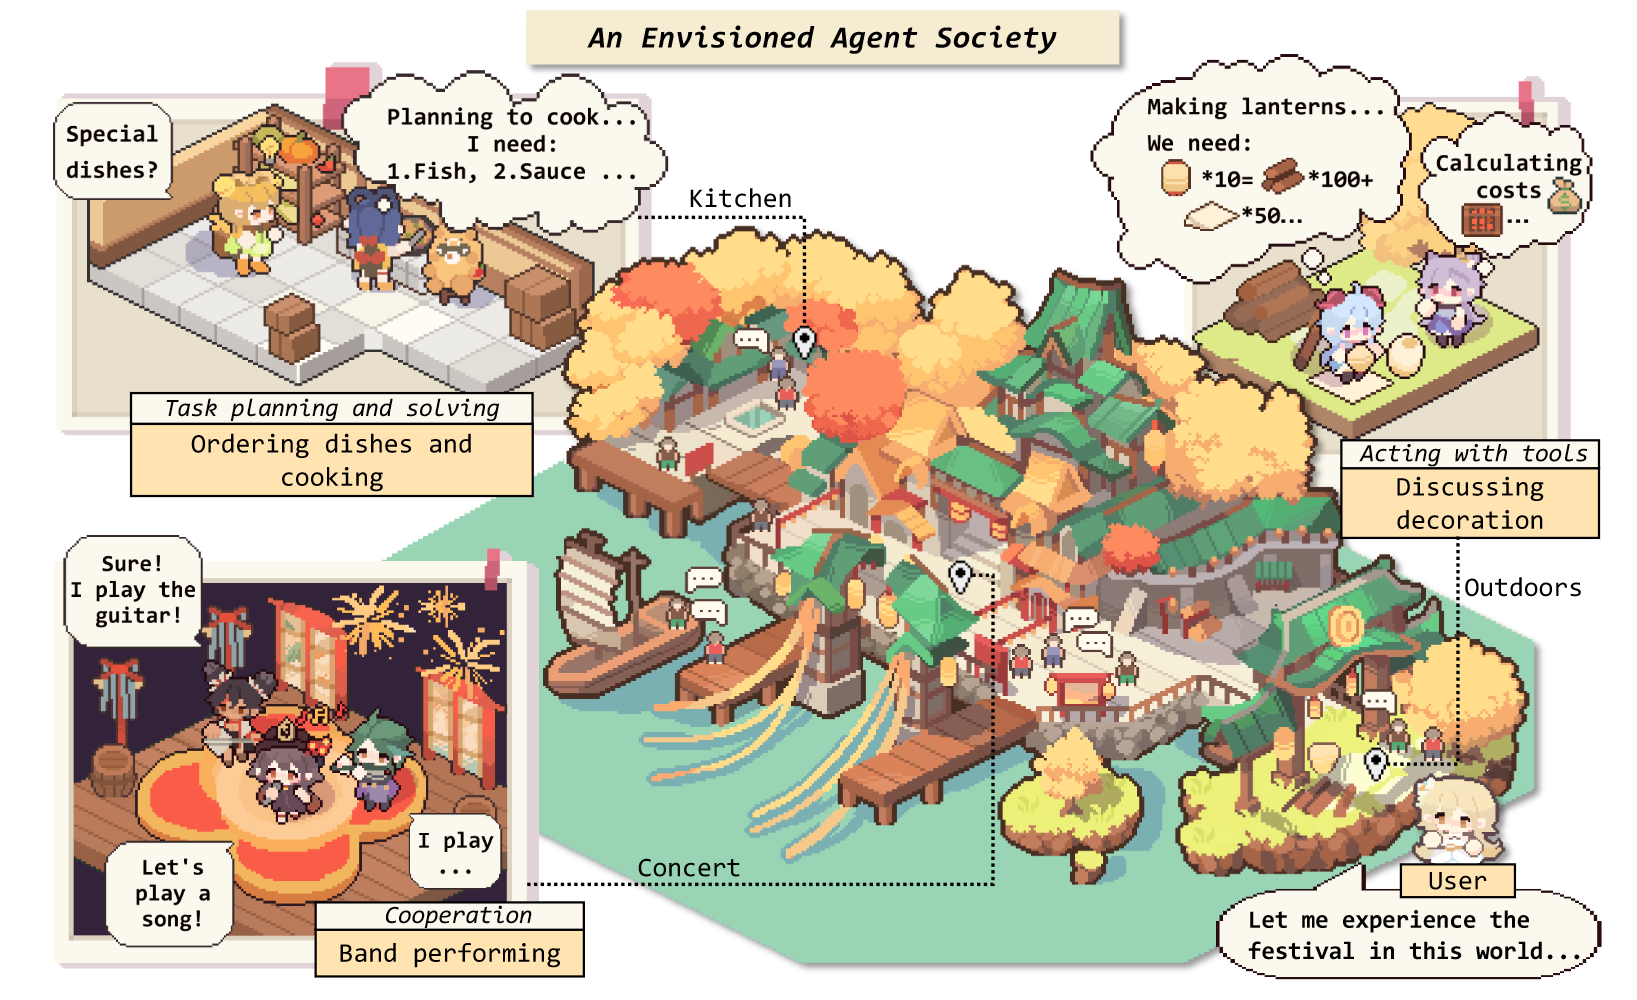 An Envisioned Agent Society
Special
dishes?
Planning to cook...
I need:
1.Fish, 2.Sauce ...
Kitchen
Task planning and solving
Ordering dishes and
cooking
Making lanterns...
We need:
*10= *100+
*50...
Calculating
costs
...
Acting with tools
Discussing
decoration
Outdoors
Sure!
I play the
guitar!
Let's
play a
song!
I play
...
Concert
Cooperation
Band performing
User
Let me experience the
festival in this world...